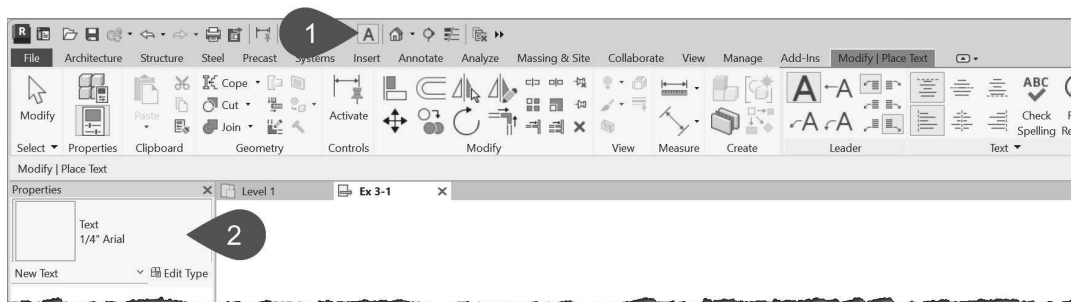 R
1
A
File Architecture Structure Steel Precast Systems Insert Annotate Analyze Massing & Site Collaborate View Manage Add-Ins Modify | Place Text
Modify Paste Cope Cut Join Activate A A A A ABC Check Spelling
Select Properties Clipboard Geometry Controls Modify View Measure Create Leader Text
Modify | Place Text
Properties Level 1 Ex 3-1
Text
1/4" Arial
2
New Text Edit Type